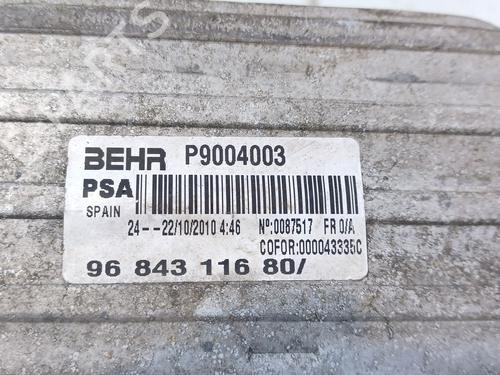 BEHR P9004003
PSA
SPAIN
24-- -22/10/2010 4:46 Nº:0087517 FR 0/A
COFOR:000043335C
96 843 116 80/
PARTS